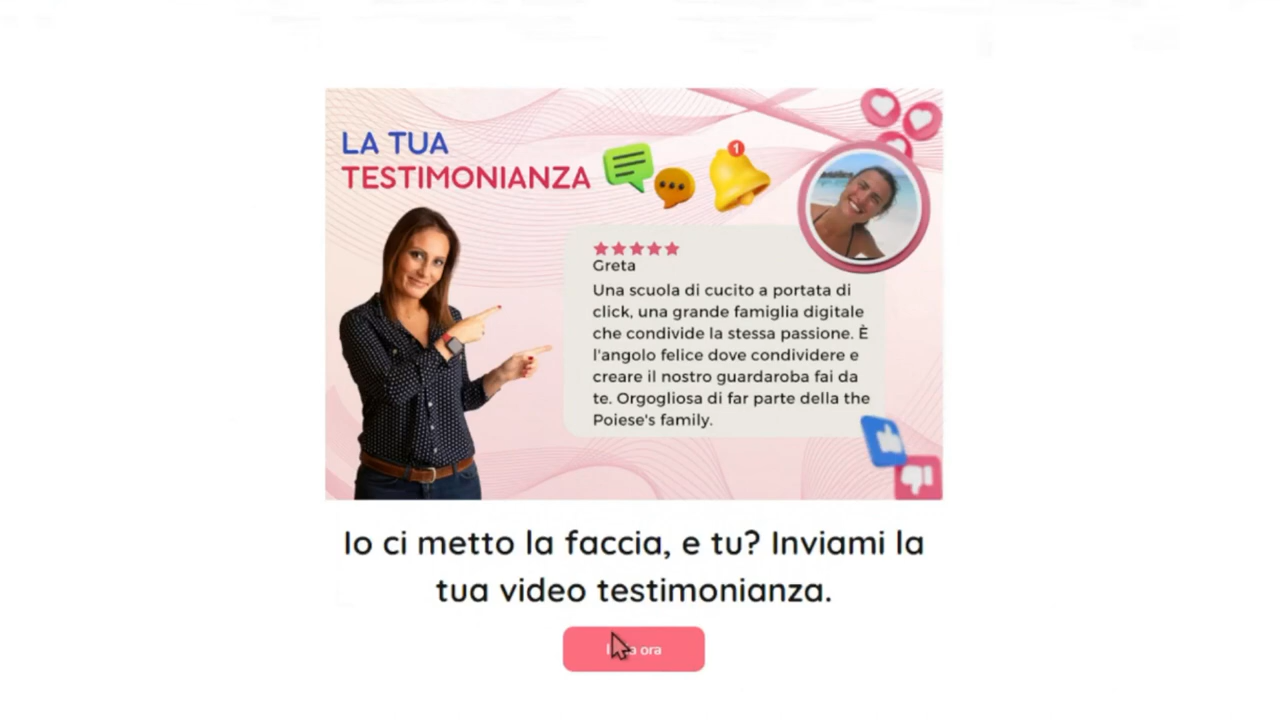 LA TUA
TESTIMONIANZA
1
Greta
Una scuola di cucito a portata di
click, una grande famiglia digitale
che condivide la stessa passione. È
l'angolo felice dove condividere e
creare il nostro guardaroba fai da
te. Orgogliosa di far parte della the
Poiese's family.
Io ci metto la faccia, e tu? Inviami la
tua video testimonianza.
ora